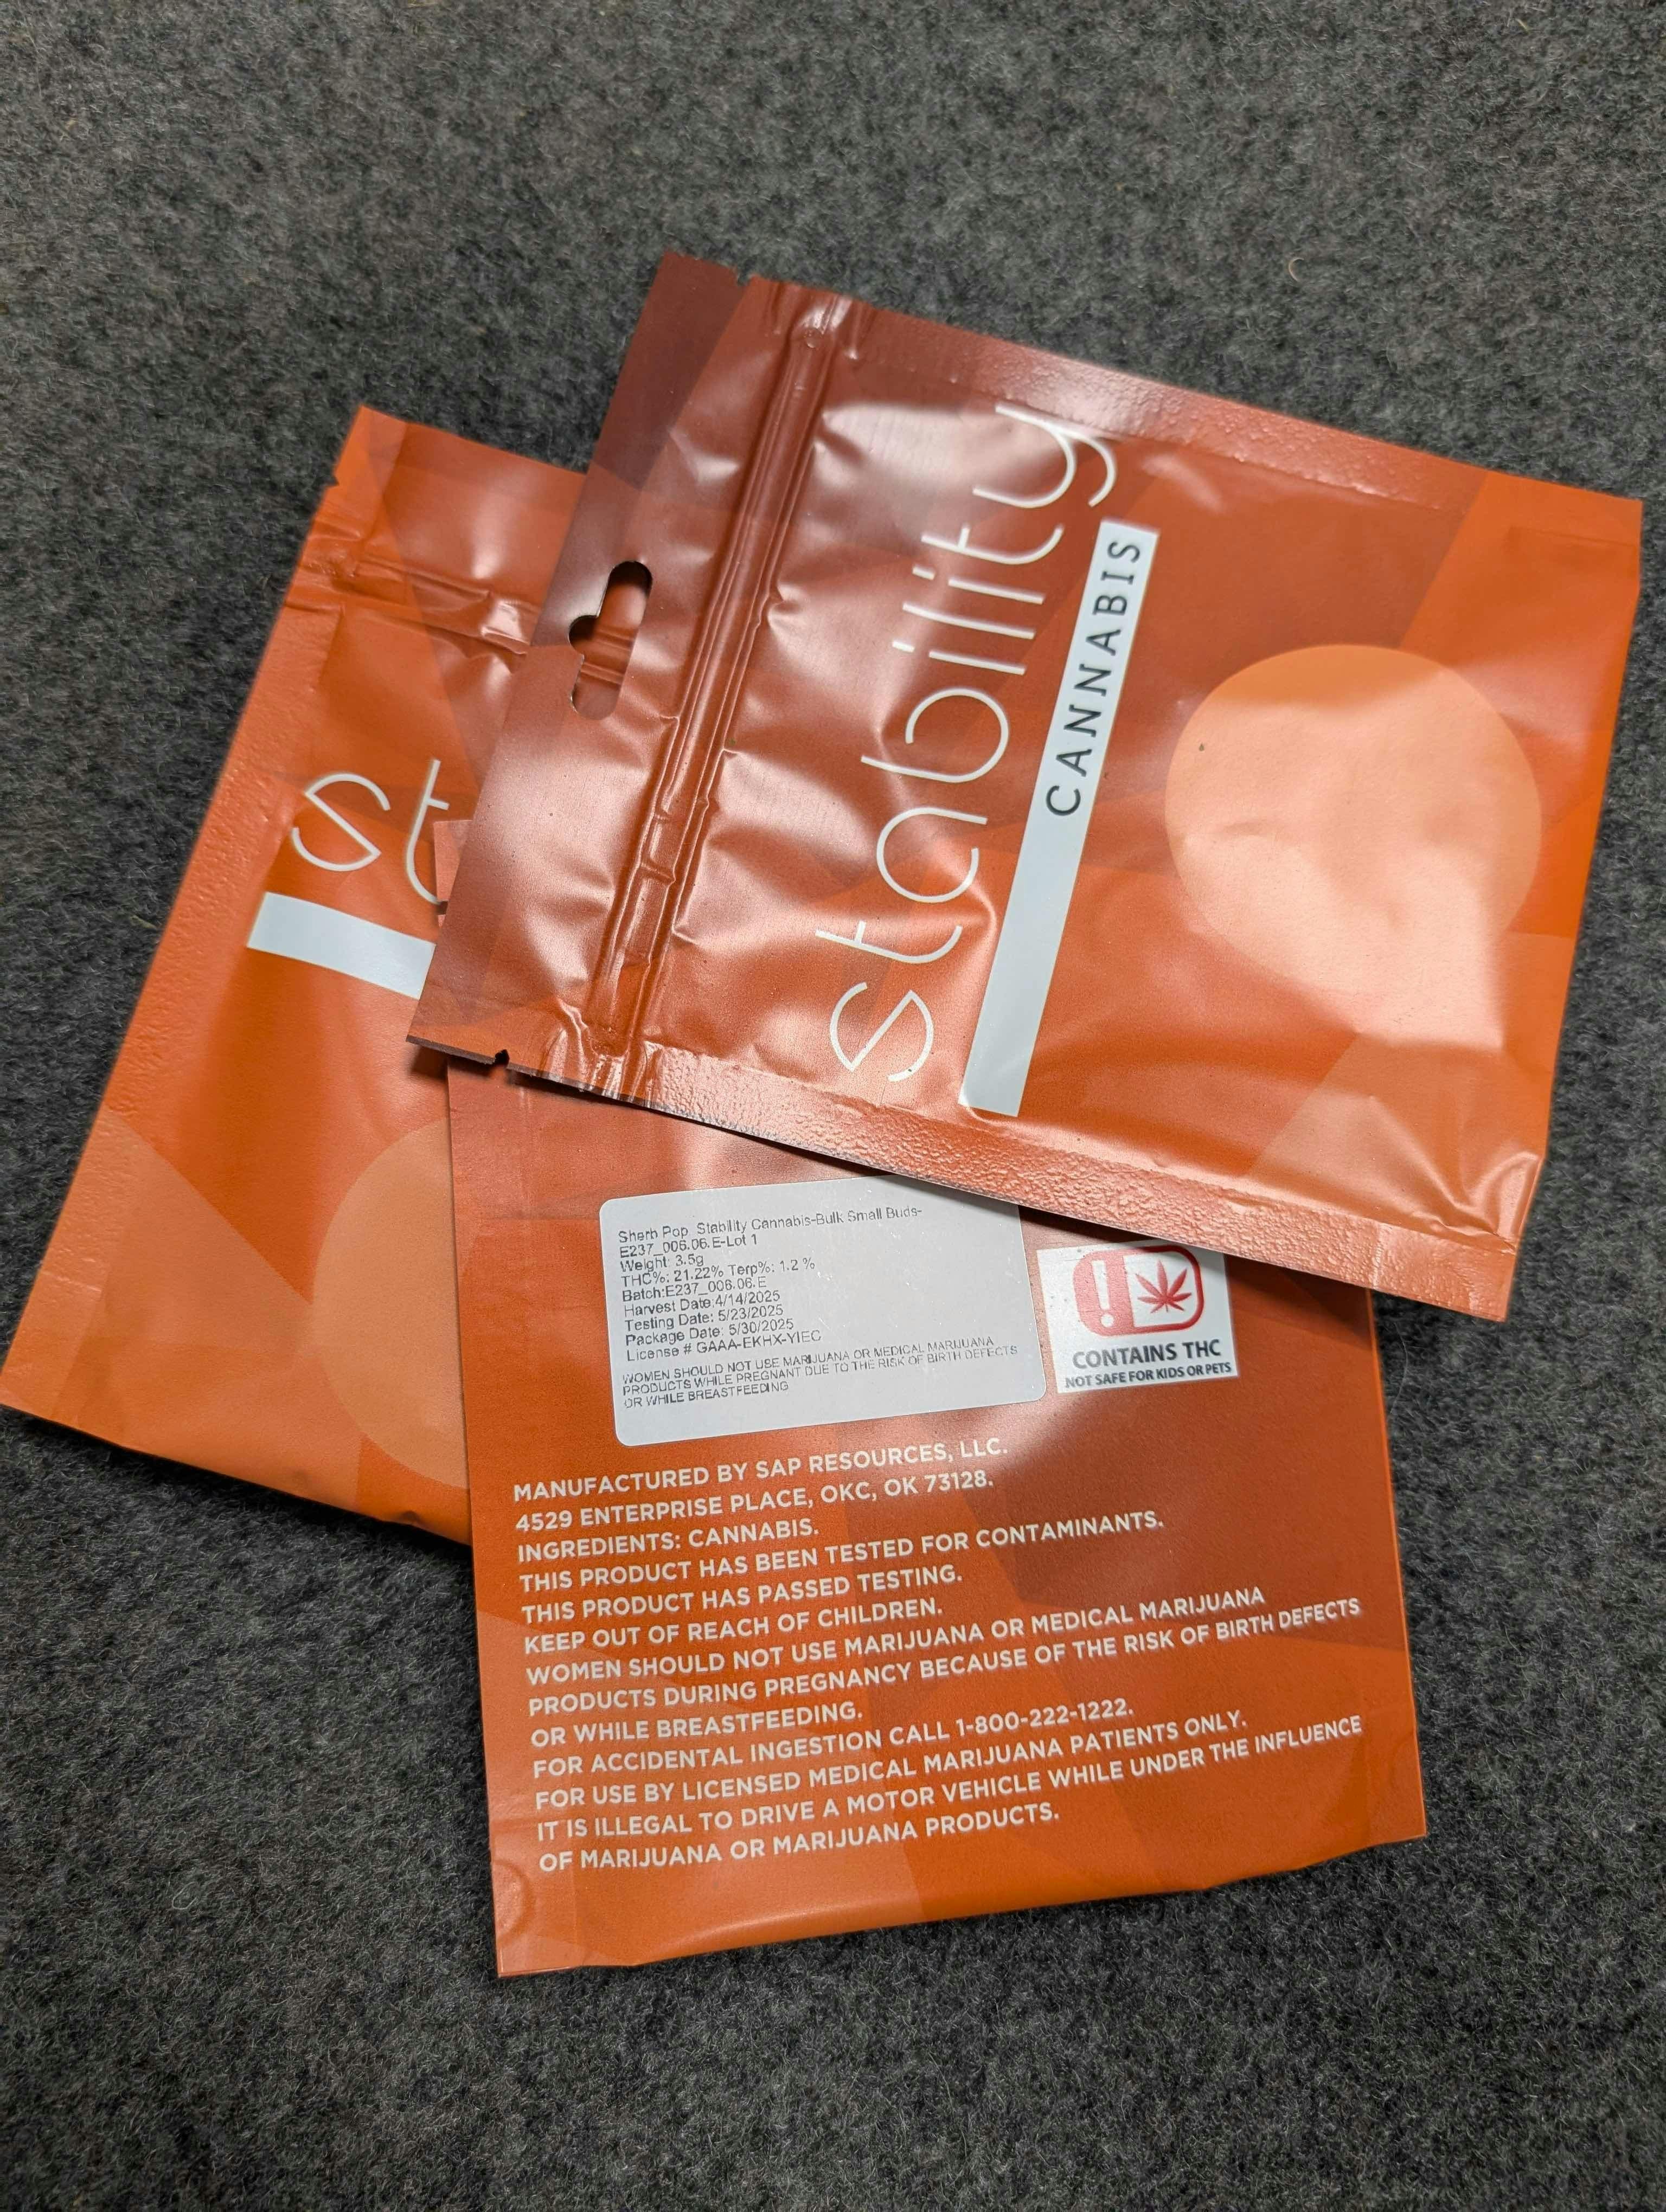 stability
CANNABIS
st
Sherb Pop Stability Cannabis-Bulk Small Buds-
E237_006.06.E-Lot 1
Weight: 3.5g
THC%: 21.22% Terp%: 1.2 %
Batch:E237_006.06.E
Harvest Date:4/14/2025
Testing Date: 5/23/2025
Package Date: 5/30/2025
License # GAAA-EKHX-YIEC
WOMEN SHOULD NOT USE MARIJUANA OR MEDICAL MARIJUANA
PRODUCTS WHILE PREGNANT DUE TO THE RISK OF BIRTH DEFECTS
OR WHILE BREASTFEEDING
!
CONTAINS THC
NOT SAFE FOR KIDS OR PETS
MANUFACTURED BY SAP RESOURCES, LLC.
4529 ENTERPRISE PLACE, OKC, OK 73128.
INGREDIENTS: CANNABIS.
THIS PRODUCT HAS BEEN TESTED FOR CONTAMINANTS.
THIS PRODUCT HAS PASSED TESTING.
KEEP OUT OF REACH OF CHILDREN.
WOMEN SHOULD NOT USE MARIJUANA OR MEDICAL MARIJUANA
PRODUCTS DURING PREGNANCY BECAUSE OF THE RISK OF BIRTH DEFECTS
OR WHILE BREASTFEEDING.
FOR ACCIDENTAL INGESTION CALL 1-800-222-1222.
FOR USE BY LICENSED MEDICAL MARIJUANA PATIENTS ONLY.
IT IS ILLEGAL TO DRIVE A MOTOR VEHICLE WHILE UNDER THE INFLUENCE
OF MARIJUANA OR MARIJUANA PRODUCTS.